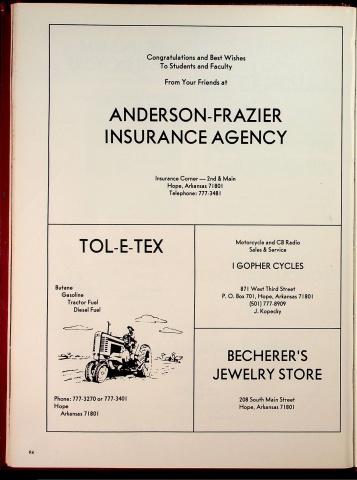 Congratulations and Best Wishes
To Students and Faculty
From Your Friends at
ANDERSON-FRAZIER
INSURANCE AGENCY
Insurance Corner — 2nd & Main
Hope, Arkansas 71801
Telephone: 777-3481
TOL-E-TEX
Butane
Gasoline
Tractor Fuel
Diesel Fuel
Phone: 777-3270 or 777-3401
Hope
Arkansas 71801
Motorcycle and CB Radio
Sales & Service
I GOPHER CYCLES
871 West Third Street
P. O. Box 701, Hope, Arkansas 71801
(501) 777-8909
J. Kopecky
BECHERER'S
JEWELRY STORE
208 South Main Street
Hope, Arkansas 71801